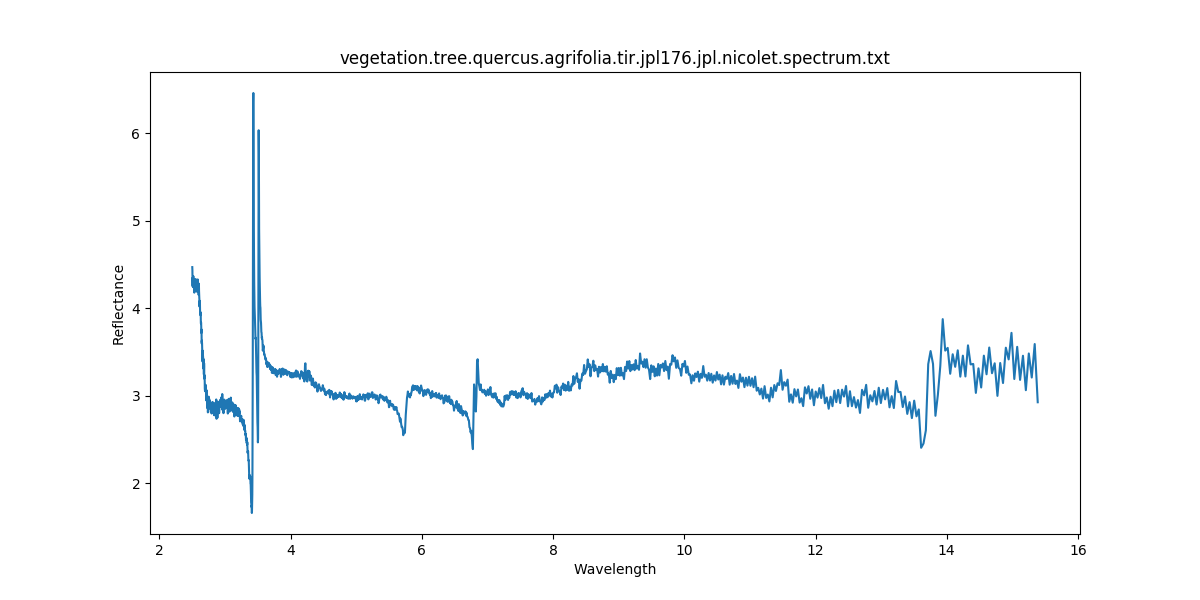 vegetation.tree.quercus.agrifolia.tir.jpl176.jpl.nicolet.spectrum.txt
6
5
4
3
2
Reflectance
2 4 6 8 10 12 14 16
Wavelength